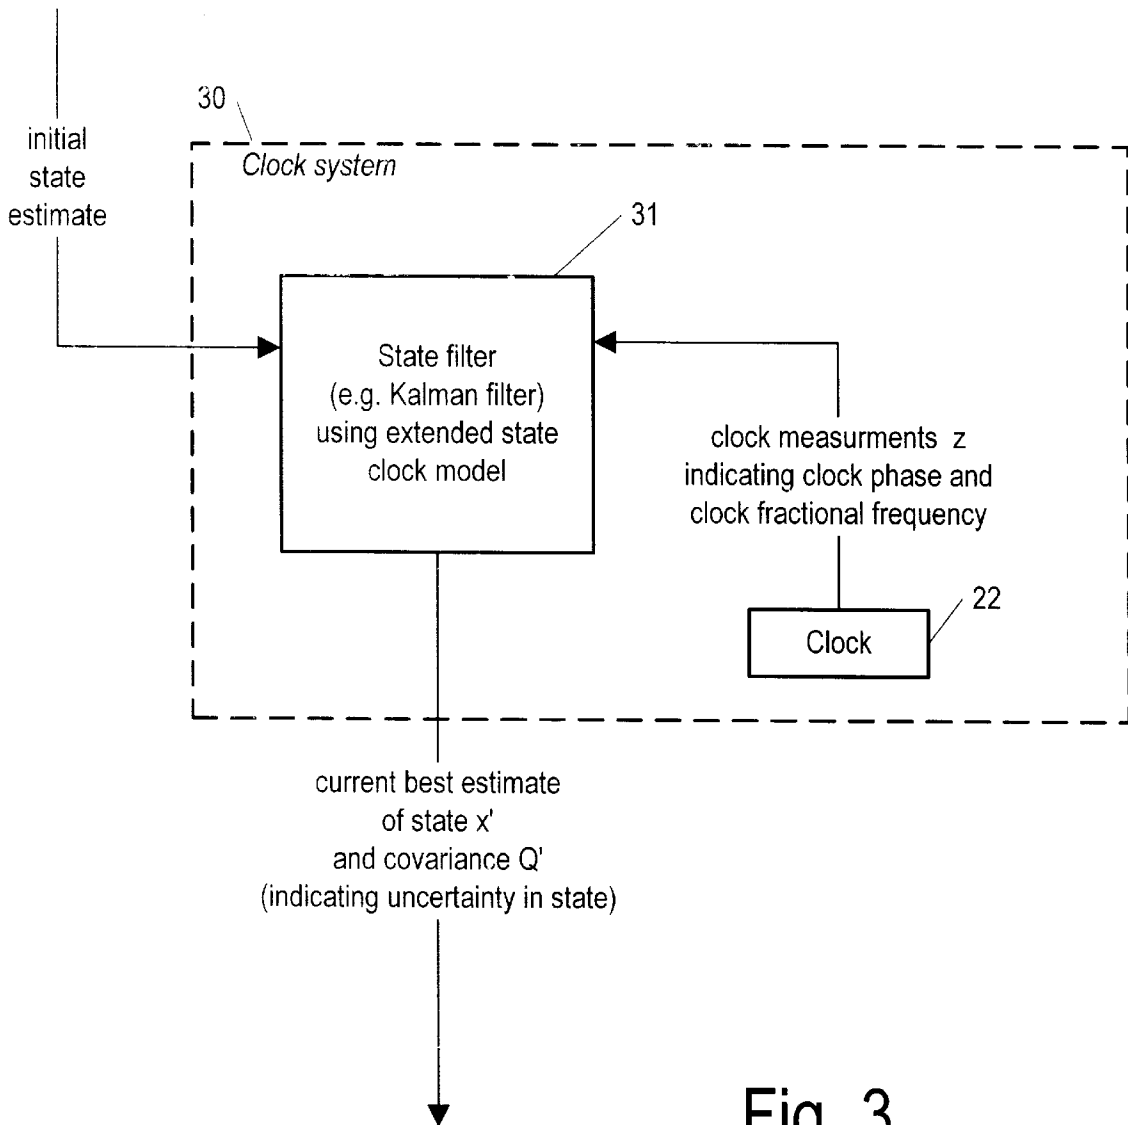 30
initial
state
estimate
Clock system
31
State filter
(e.g. Kalman filter)
using extended state
clock model
clock measurments z
indicating clock phase and
clock fractional frequency
22
Clock
current best estimate
of state x'
and covariance Q'
(indicating uncertainty in state)
Fig. 3